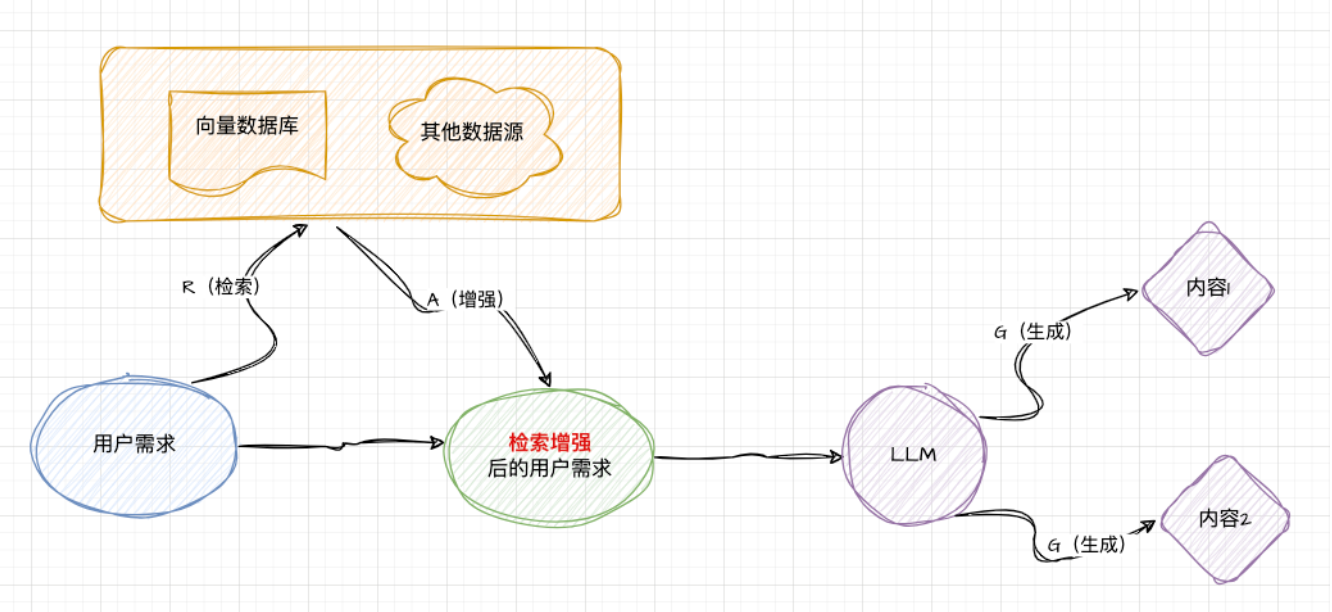 向量数据库
其他数据源
R（检索）
A（增强）
用户需求
检索增强
后的用户需求
LLM
G（生成）
内容1
G（生成）
内容2